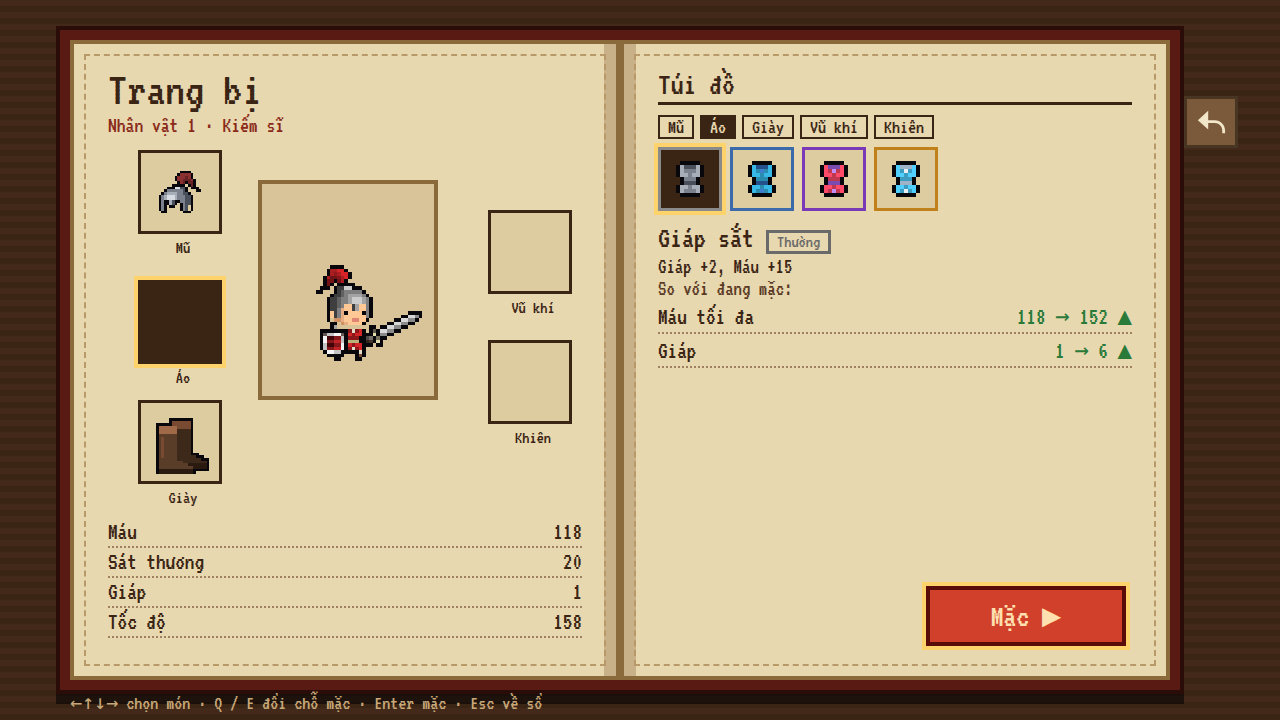 Trang bị
Nhân vật 1 · Kiếm sĩ
Mũ
Áo
Giày
Vũ khí
Khiên
Máu 118
Sát thương 20
Giáp 1
Tốc độ 158
Túi đồ
Mũ Áo Giày Vũ khí Khiên
Giáp sắt Thường
Giáp +2, Máu +15
So với đang mặc:
Máu tối đa 118 → 152 ▲
Giáp 1 → 6 ▲
Mặc ▶
←↑↓→ chọn món · Q / E đổi chỗ mặc · Enter mặc · Esc về sổ